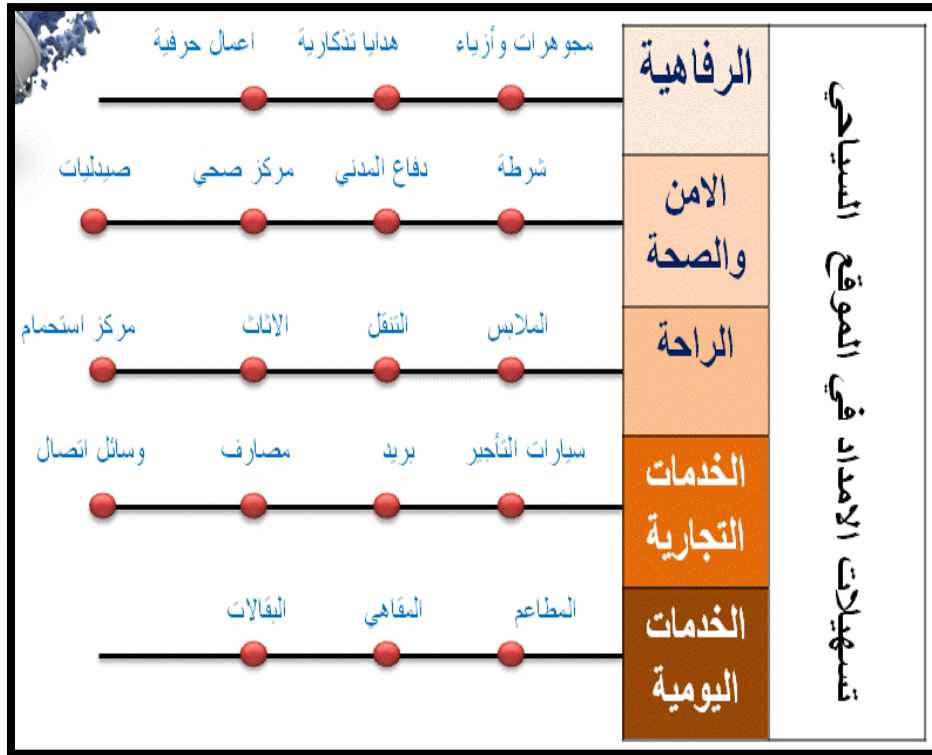 تسهيلات الامداد في الموقع السياحي
الرفاهية
مجوهرات وأزياء
هدايا تذكارية
اعمال حرفية
الامن
والصحة
شرطة
دفاع المدني
مركز صحي
صيدليات
الراحة
الملابس
التنقل
الاثاث
مركز استحمام
الخدمات
التجارية
سيارات التأجير
بريد
مصارف
وسائل اتصال
الخدمات
اليومية
المطاعم
المقاهي
البقالات